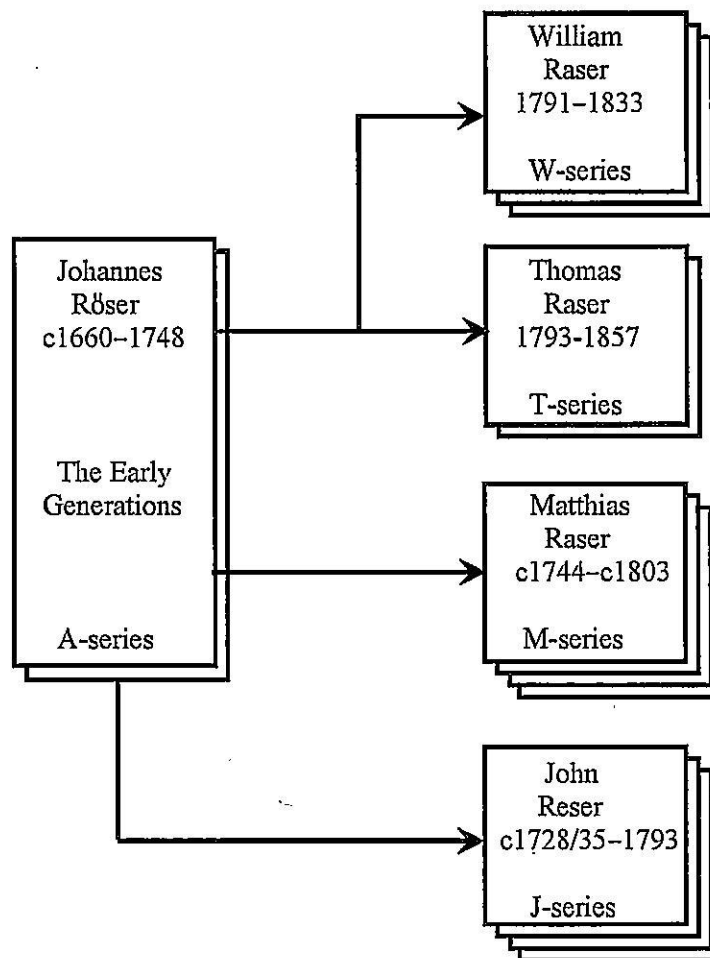 William
Raser
1791–1833
W-series
Johannes
Röser
c1660–1748
The Early
Generations
A-series
Thomas
Raser
1793-1857
T-series
Matthias
Raser
c1744–c1803
M-series
John
Reser
c1728/35–1793
J-series